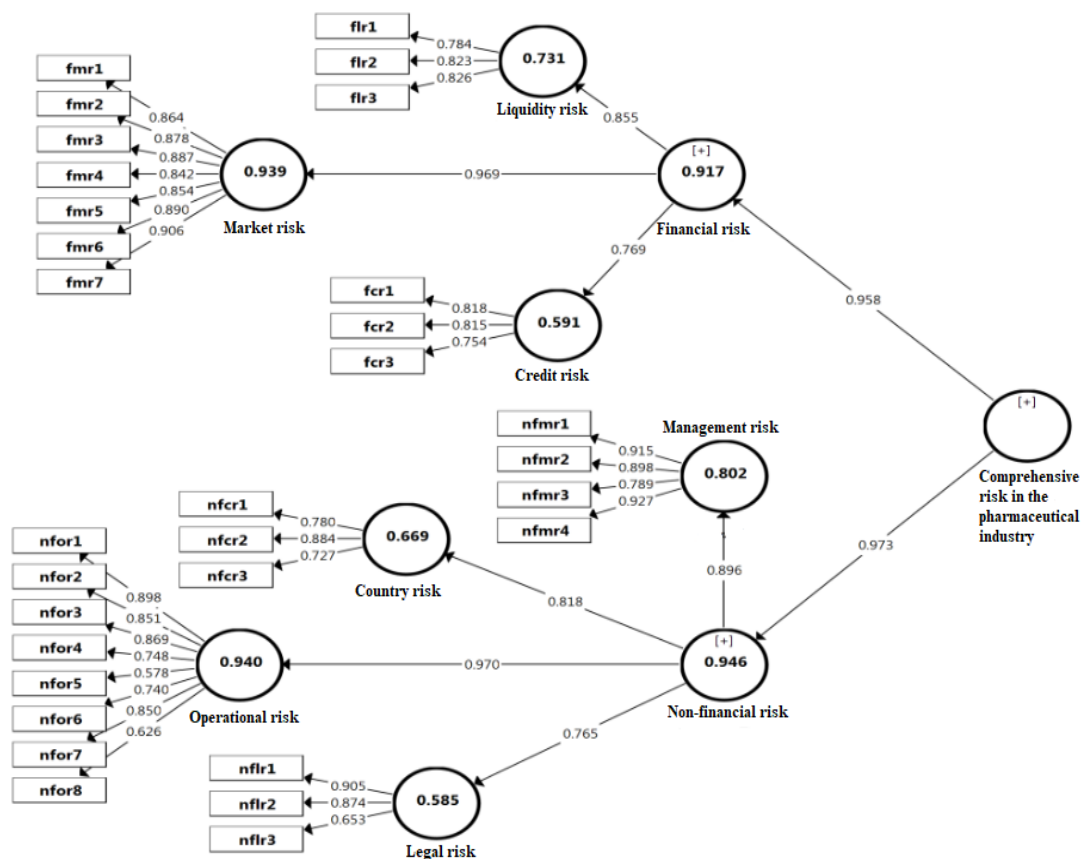 flr1
flr2
flr3
0.784
0.823
0.826
0.731
Liquidity risk
0.855
fmr1
fmr2
fmr3
fmr4
fmr5
fmr6
fmr7
0.864
0.878
0.887
0.842
0.854
0.890
0.906
0.939
Market risk
0.969
[+]
0.917
Financial risk
0.769
fcr1
fcr2
fcr3
0.818
0.815
0.754
0.591
Credit risk
0.958
[+]
Comprehensive
risk in the
pharmaceutical
industry
0.973
nfmr1
nfmr2
nfmr3
nfmr4
0.915
0.898
0.789
0.927
Management risk
0.802
0.896
nfcr1
nfcr2
nfcr3
0.780
0.884
0.727
0.669
Country risk
0.818
nfor1
nfor2
nfor3
nfor4
nfor5
nfor6
nfor7
nfor8
0.898
0.851
0.869
0.748
0.578
0.740
0.850
0.626
0.940
Operational risk
0.970
[+]
0.946
Non-financial risk
0.765
nflr1
nflr2
nflr3
0.905
0.874
0.653
0.585
Legal risk